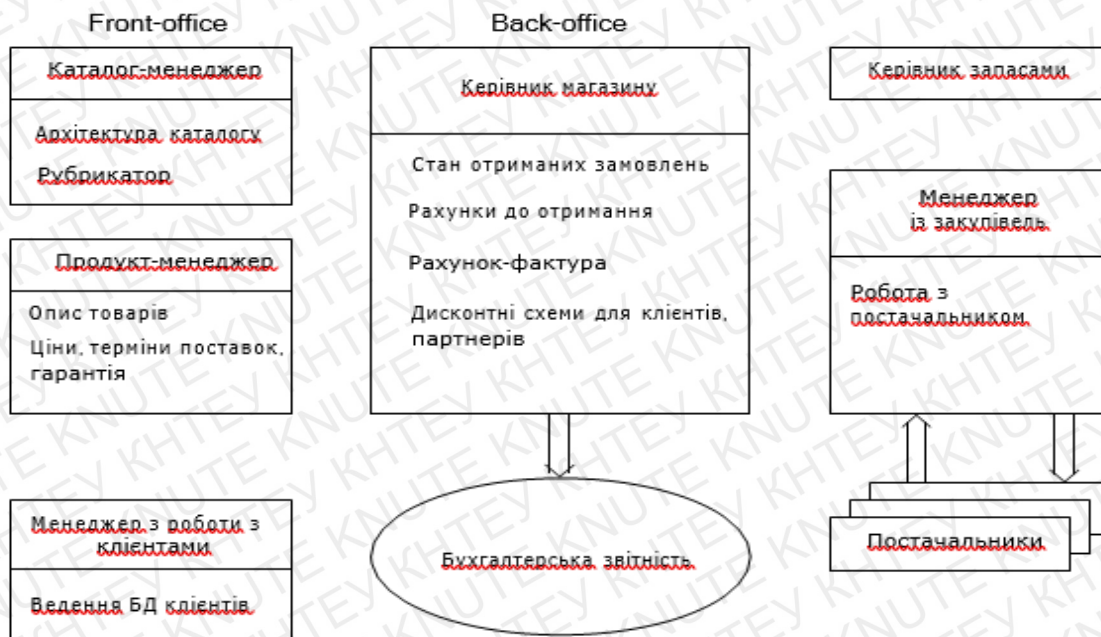 Front-office
Каталог-менеджер
Архітектура каталогу
Рубрикатор
Продукт-менеджер
Опис товарів
Ціни, терміни поставок,
гарантія
Менеджер з роботи з
клієнтами
Ведення БД клієнтів
Back-office
Керівник магазину
Стан отриманих замовлень
Рахунки до отримання
Рахунок-фактура
Дисконтні схеми для клієнтів,
партнерів
Бухгалтерська звітність
Керівник запасами
Менеджер
із закупівель
Робота з
постачальником
Постачальники